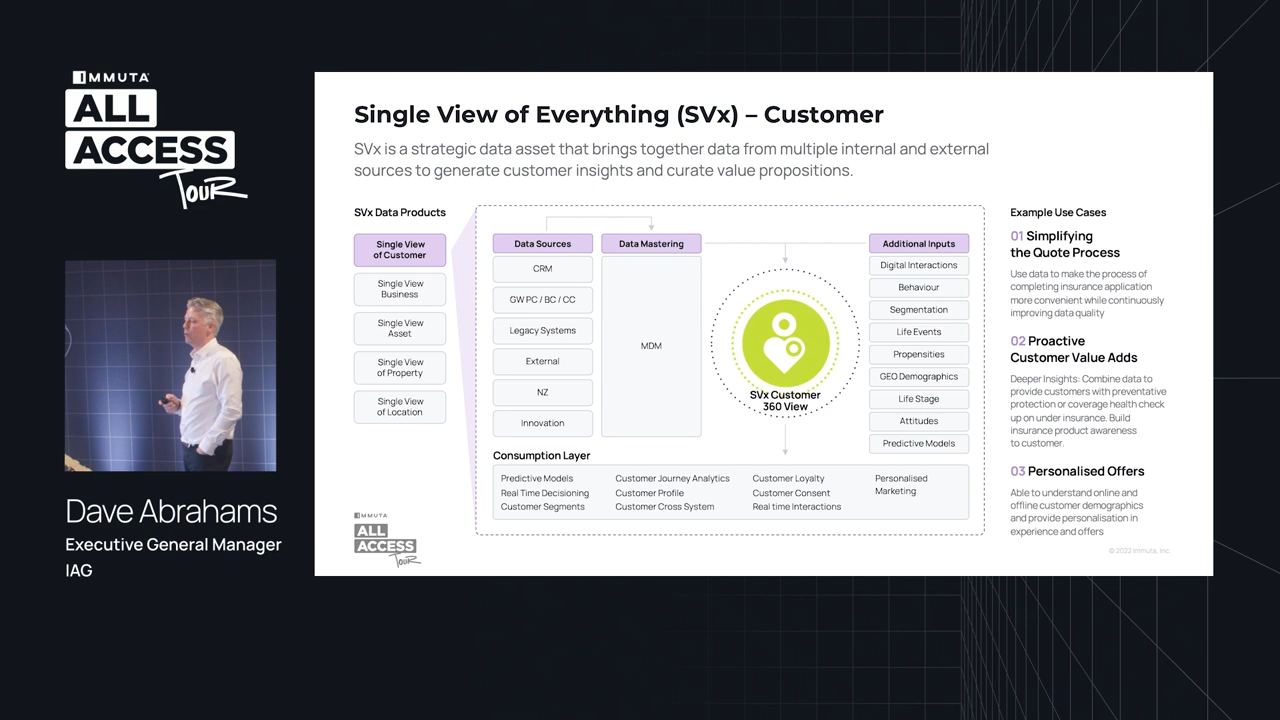 IMMUTA
ALL
ACCESS
TOUR
Dave Abrahams
Executive General Manager
IAG
Single View of Everything (SVx) – Customer
SVx is a strategic data asset that brings together data from multiple internal and external
sources to generate customer insights and curate value propositions.
SVx Data Products
Single View
of Customer
Single View
Business
Single View
Asset
Single View
of Property
Single View
of Location
Data Sources
CRM
GW PC / BC / CC
Legacy Systems
External
NZ
Innovation
Data Mastering
MDM
SVx Customer
360 View
Additional Inputs
Digital Interactions
Behaviour
Segmentation
Life Events
Propensities
GEO Demographics
Life Stage
Attitudes
Predictive Models
Consumption Layer
Predictive Models
Real Time Decisioning
Customer Segments
Customer Journey Analytics
Customer Profile
Customer Cross System
Customer Loyalty
Customer Consent
Real time Interactions
Personalised
Marketing
Example Use Cases
01 Simplifying
the Quote Process
Use data to make the process of
completing insurance application
more convenient while continuously
improving data quality
02 Proactive
Customer Value Adds
Deeper Insights: Combine data to
provide customers with preventative
protection or coverage health check
up on under insurance. Build
insurance product awareness
to customer.
03 Personalised Offers
Able to understand online and
offline customer demographics
and provide personalisation in
experience and offers
IMMUTA
ALL
ACCESS
TOUR
© 2022 Immuta, Inc.